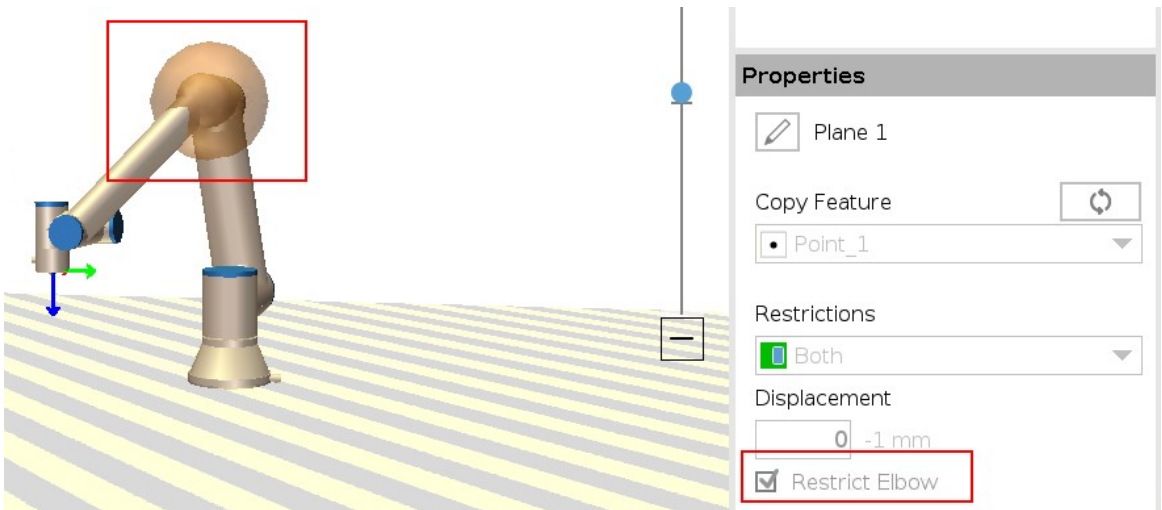 Properties
Plane 1
Copy Feature
Point_1
Restrictions
Both
Displacement
0 -1 mm
Restrict Elbow